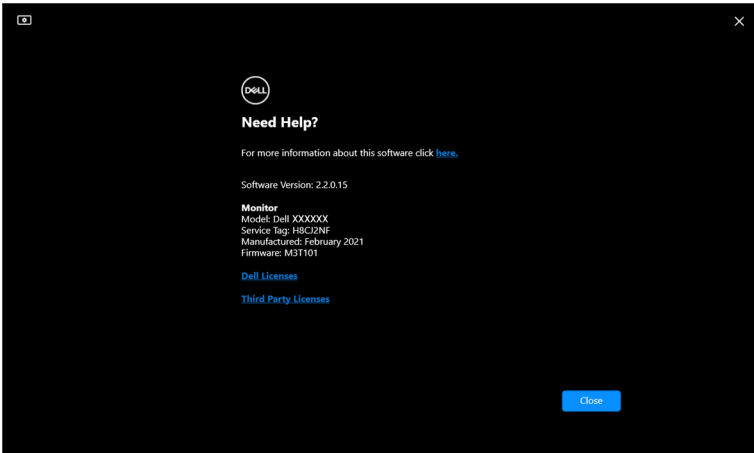 DELL
Need Help?
For more information about this software click here.
Software Version: 2.2.0.15
Monitor
Model: Dell XXXXXX
Service Tag: H8CJ2NF
Manufactured: February 2021
Firmware: M3T101
Dell Licenses
Third Party Licenses
Close